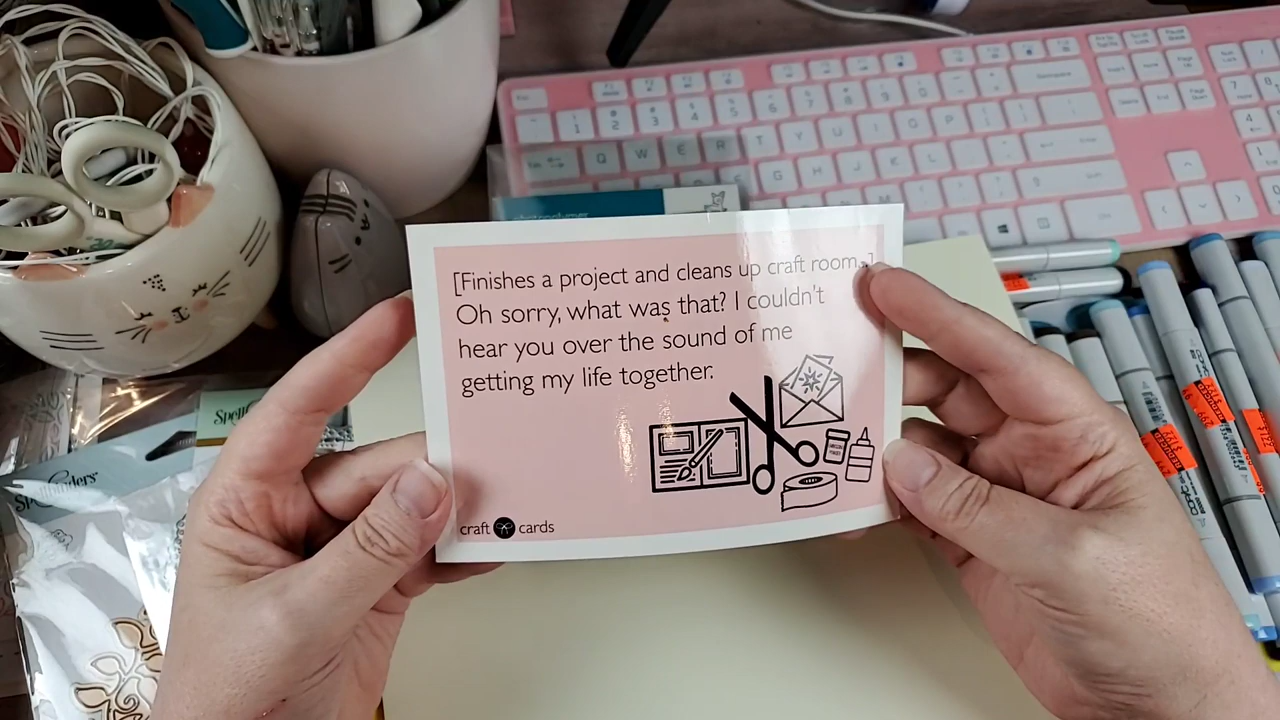 [Finishes a project and cleans up craft room..]
Oh sorry, what was that? I couldn't
hear you over the sound of me
getting my life together.
craft cards
Spellbinders